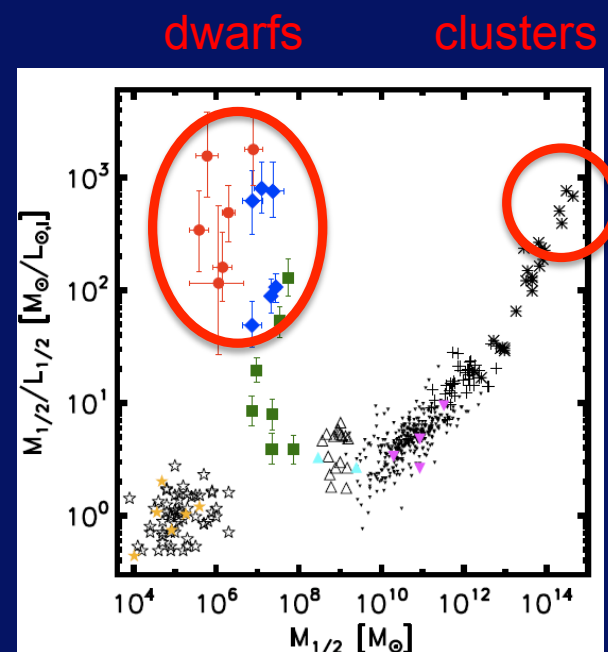 dwarfs clusters
M₁/₂/L₁/₂ [M⊙/L⊙,I]
10³
10²
10¹
10⁰
10⁴ 10⁶ 10⁸ 10¹⁰ 10¹² 10¹⁴
M₁/₂ [M⊙]